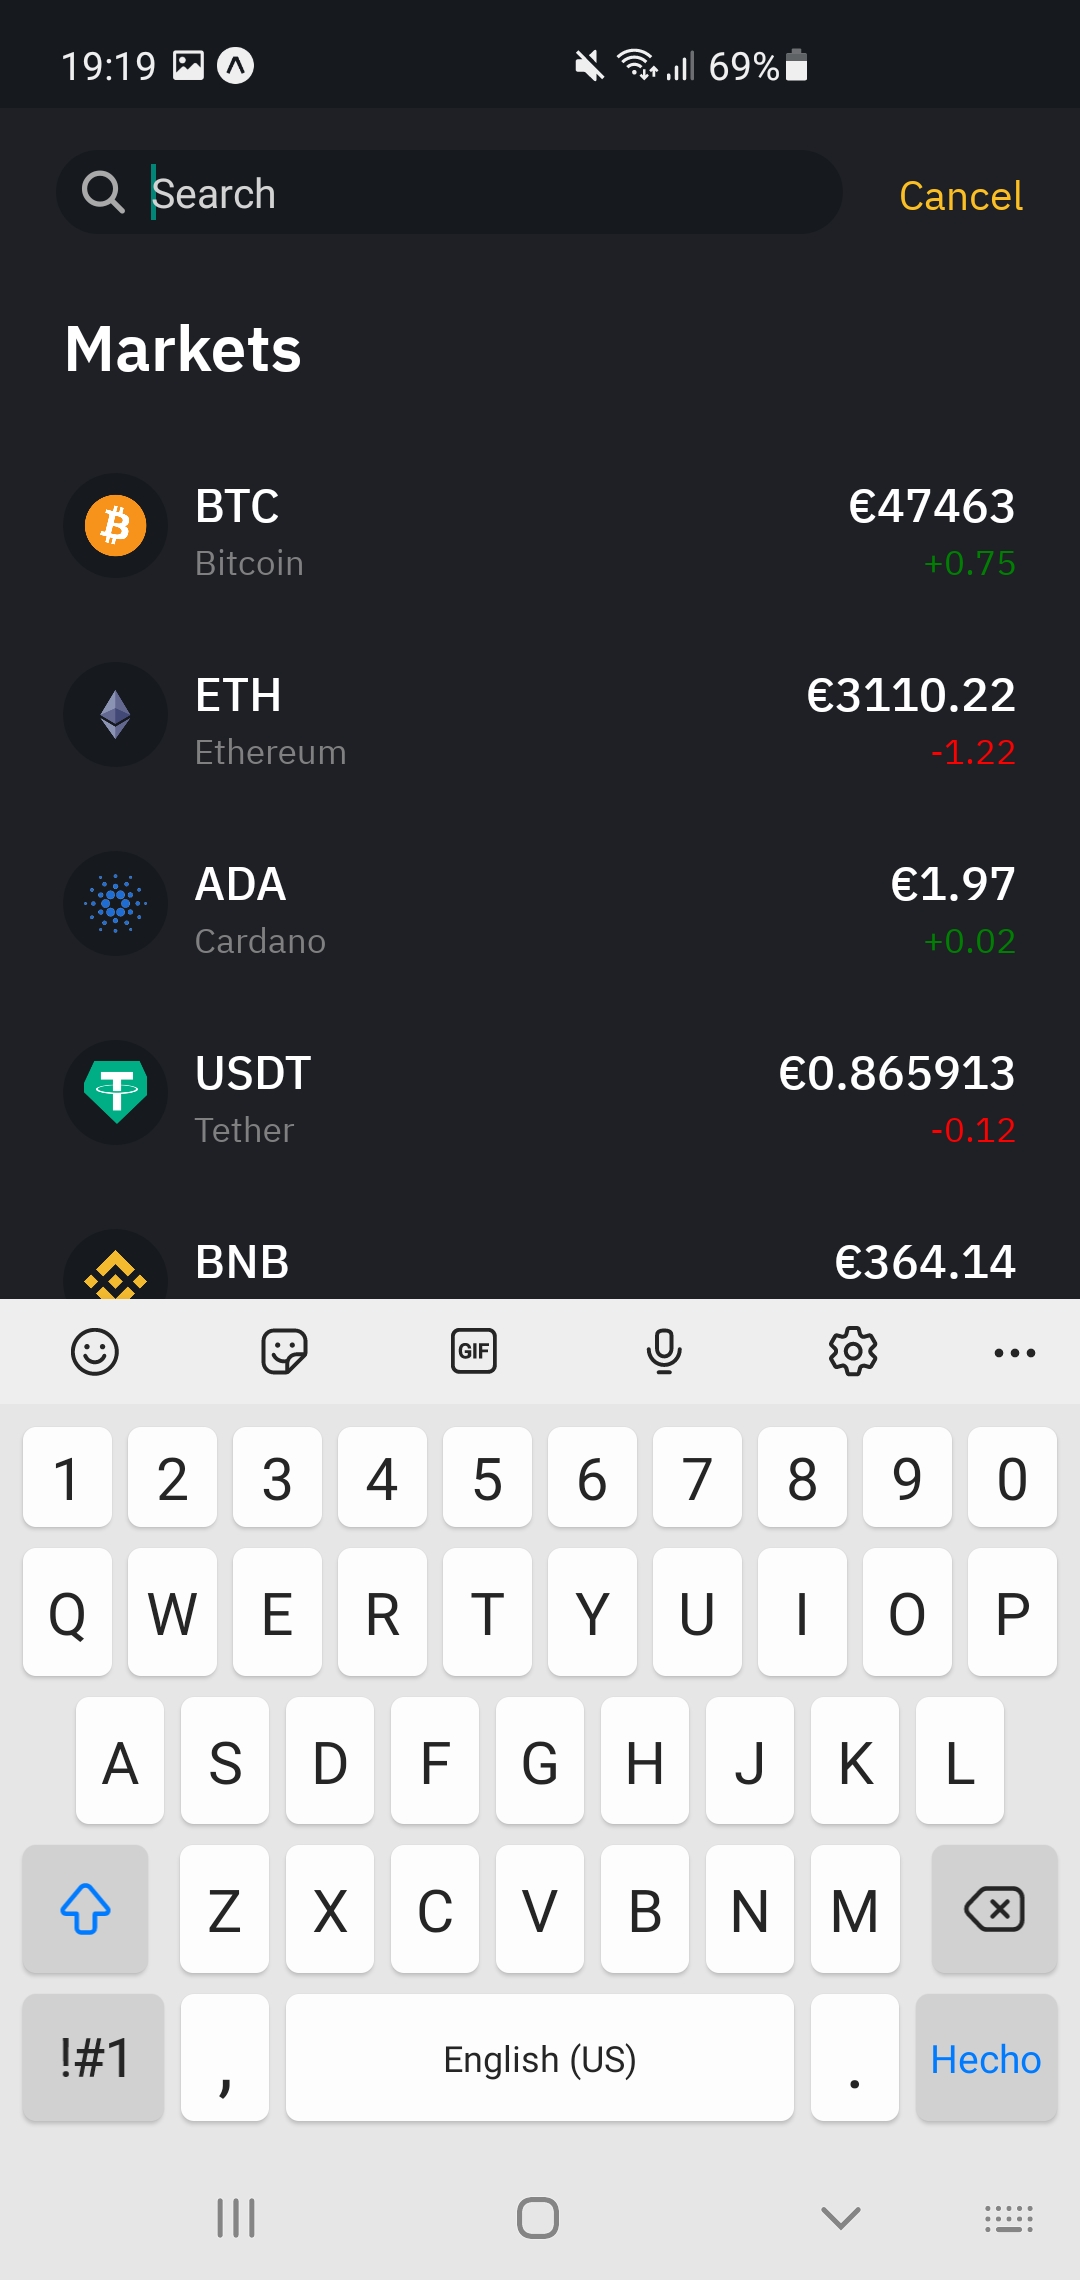 19:19 69%
Search Cancel
Markets
BTC €47463
Bitcoin +0.75
ETH €3110.22
Ethereum -1.22
ADA €1.97
Cardano +0.02
USDT €0.865913
Tether -0.12
BNB €364.14
GIF
1 2 3 4 5 6 7 8 9 0
Q W E R T Y U I O P
A S D F G H J K L
Z X C V B N M
!#1 , English (US) . Hecho